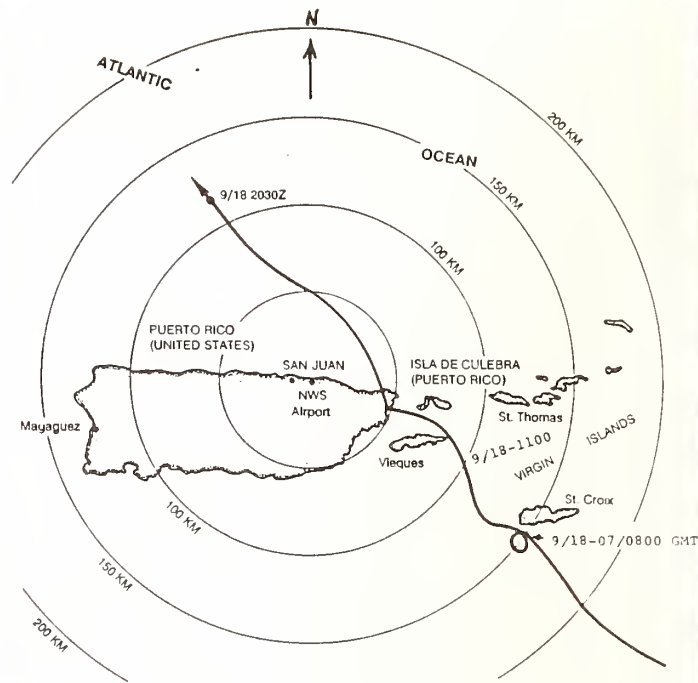 N
ATLANTIC
200 KM
OCEAN
9/18 2030Z
150 KM
100 KM
PUERTO RICO
(UNITED STATES)
SAN JUAN
ISLA DE CULEBRA
(PUERTO RICO)
NWS
Airport
St. Thomas
Mayaguez
Vieques
9/18-1100
VIRGIN
ISLANDS
St. Croix
100 KM
9/18-07/0800 GMT
150 KM
200 KM